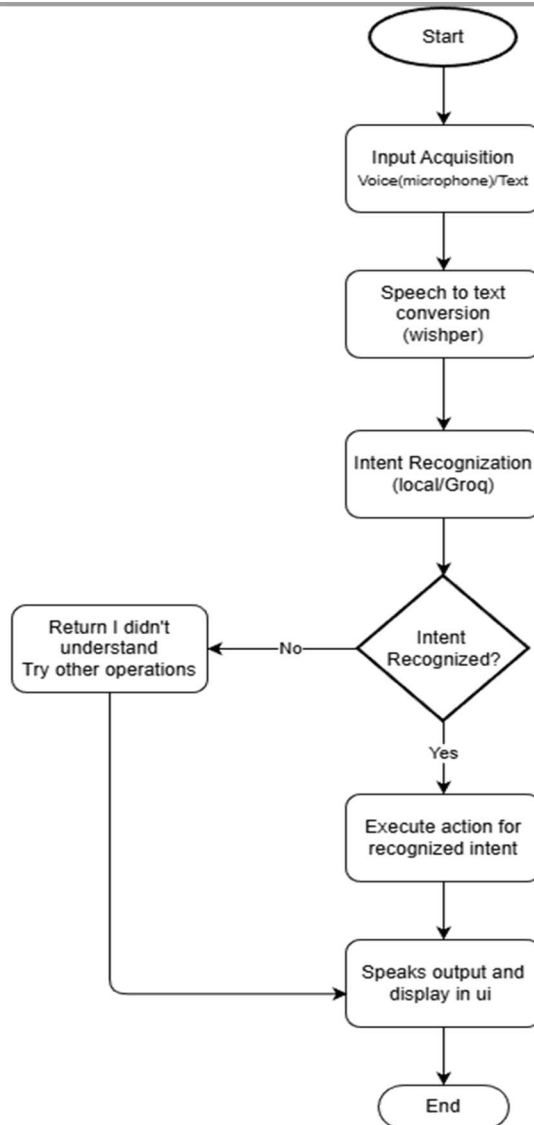 Start
Input Acquisition
Voice(microphone)/Text
Speech to text
conversion
(wishper)
Intent Recognization
(local/Groq)
Intent
Recognized?
No
Return I didn't
understand
Try other operations
Yes
Execute action for
recognized intent
Speaks output and
display in ui
End